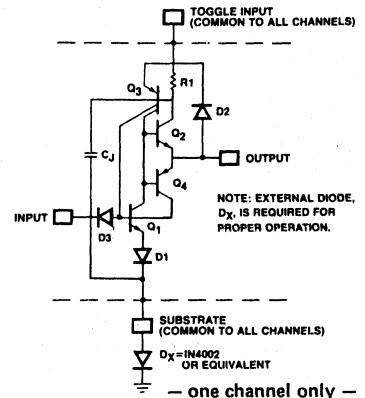 TOGGLE INPUT
(COMMON TO ALL CHANNELS)
R1
Q3
D2
Q2
CJ
OUTPUT
Q4
NOTE: EXTERNAL DIODE,
DX, IS REQUIRED FOR
PROPER OPERATION.
INPUT
D3
Q1
D1
SUBSTRATE
(COMMON TO ALL CHANNELS)
DX=IN4002
OR EQUIVALENT
— one channel only —